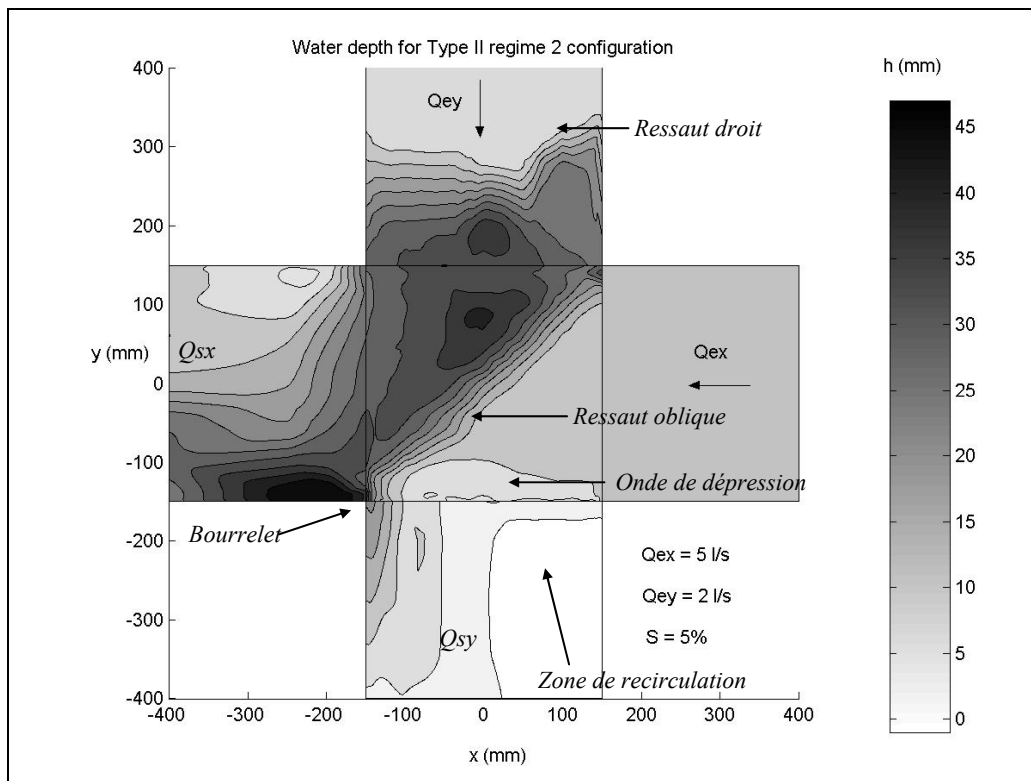 Water depth for Type II regime 2 configuration
h (mm)
400
300
200
100
0
-100
-200
-300
-400
y (mm)
-400
-300
-200
-100
0
100
200
300
400
x (mm)
45
40
35
30
25
20
15
10
5
0
Qey
Ressaut droit
Qsx
Qex
Ressaut oblique
Onde de dépression
Bourrelet
Qex = 5 l/s
Qey = 2 l/s
S = 5%
Qsy
Zone de recirculation